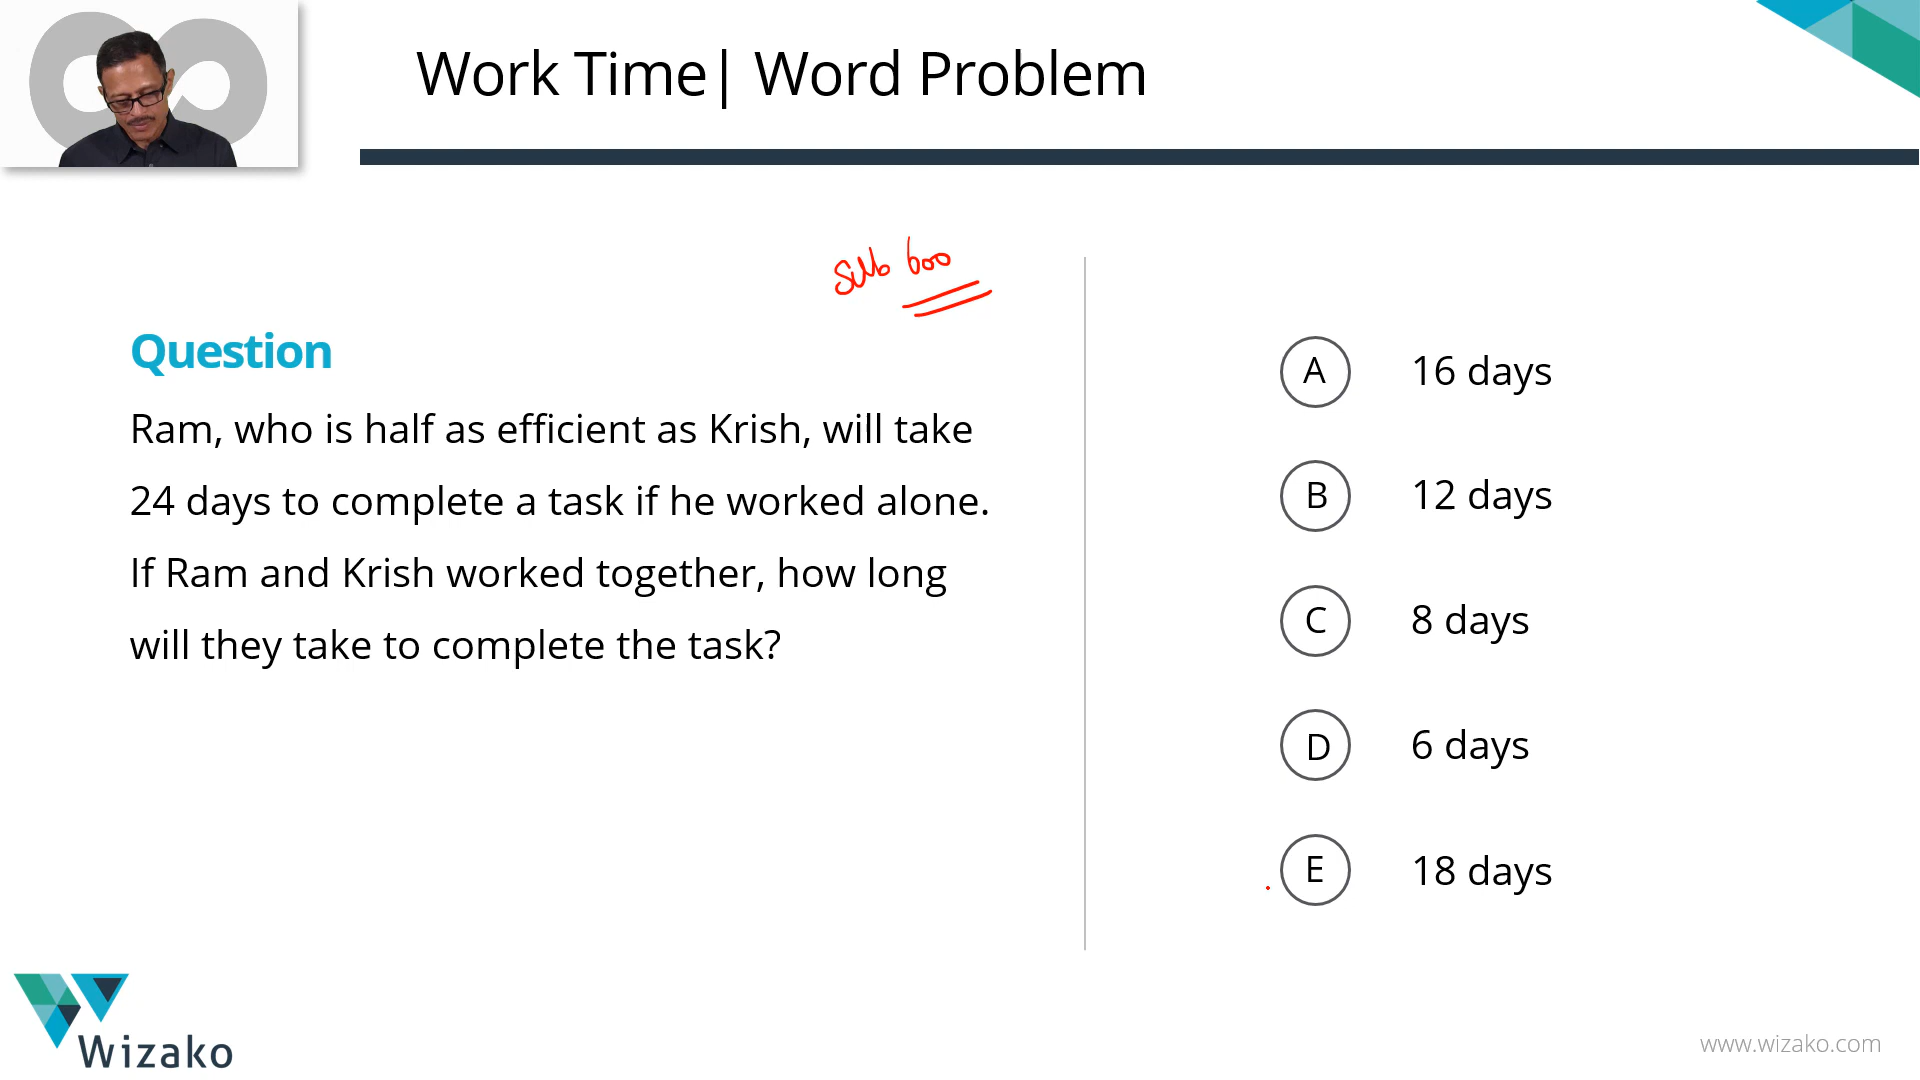 Work Time| Word Problem
Sub 600
Question
Ram, who is half as efficient as Krish, will take
24 days to complete a task if he worked alone.
If Ram and Krish worked together, how long
will they take to complete the task?
A 16 days
B 12 days
C 8 days
D 6 days
E 18 days
Wizako
www.wizako.com